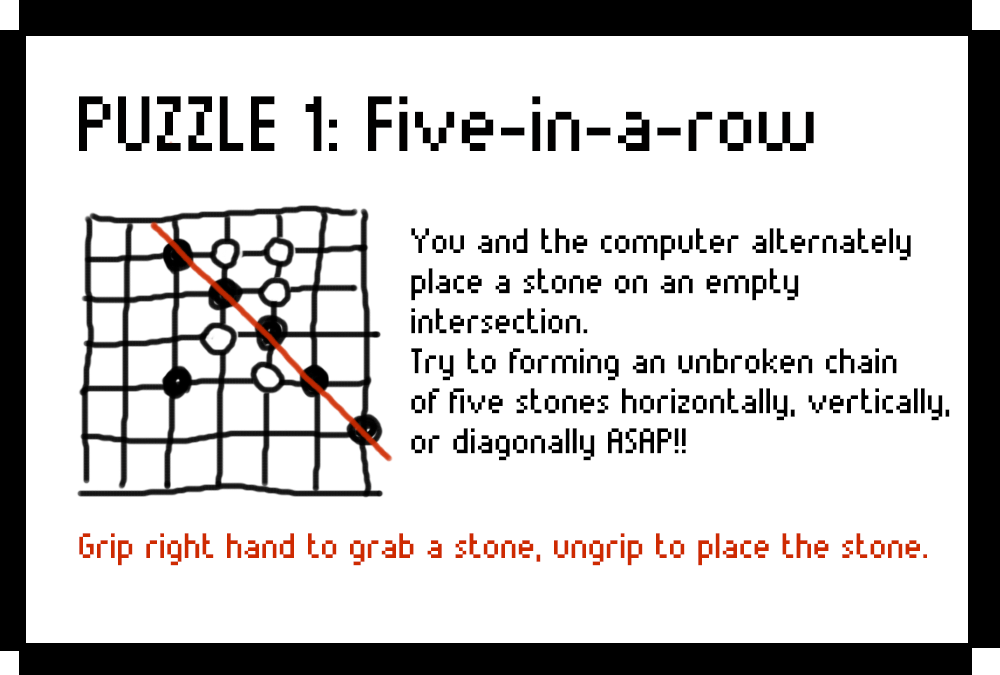 PUZZLE 1: Five-in-a-row
You and the computer alternately
place a stone on an empty
intersection.
Try to forming an unbroken chain
of five stones horizontally, vertically,
or diagonally ASAP!!
Grip right hand to grab a stone, ungrip to place the stone.